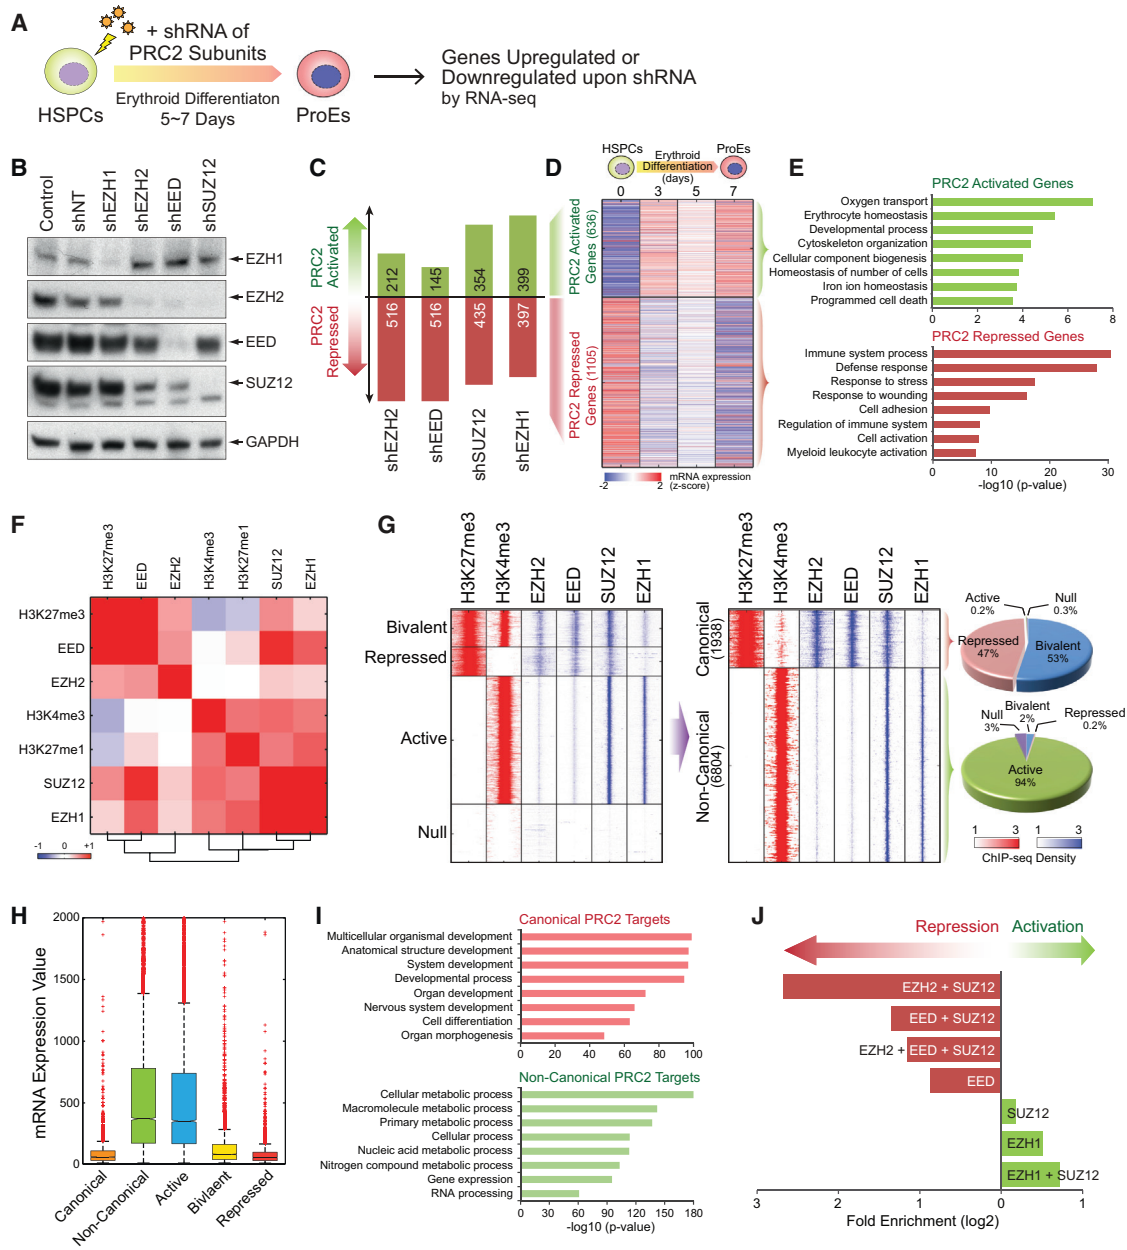 A
+ shRNA of
PRC2 Subunits
Erythroid Differentiaton
5~7 Days
HSPCs
ProEs
Genes Upregulated or
Downregulated upon shRNA
by RNA-seq
B
Control
shNT
shEZH1
shEZH2
shEED
shSUZ12
EZH1
EZH2
EED
SUZ12
GAPDH
C
PRC2
Activated
PRC2
Repressed
212
145
354
399
516
516
435
397
shEZH2
shEED
shSUZ12
shEZH1
D
HSPCs
Erythroid
Differentiation
(days)
ProEs
0 3 5 7
PRC2 Activated
Genes (636)
PRC2 Repressed
Genes (1105)
-2 2
mRNA expression
(z-score)
E
PRC2 Activated Genes
Oxygen transport
Erythrocyte homeostasis
Developmental process
Cytoskeleton organization
Cellular component biogenesis
Homeostasis of number of cells
Iron ion homeostasis
Programmed cell death
0 2 4 6 8
PRC2 Repressed Genes
Immune system process
Defense response
Response to stress
Response to wounding
Cell adhesion
Regulation of immune system
Cell activation
Myeloid leukocyte activation
0 10 20 30
-log10 (p-value)
F
H3K27me3
EED
EZH2
H3K4me3
H3K27me1
SUZ12
EZH1
H3K27me3
EED
EZH2
H3K4me3
H3K27me1
SUZ12
EZH1
-1 0 +1
G
H3K27me3
H3K4me3
EZH2
EED
SUZ12
EZH1
Bivalent
Repressed
Active
Null
H3K27me3
H3K4me3
EZH2
EED
SUZ12
EZH1
Canonical
(1938)
Non-Canonical
(6804)
Active
0.2%
Null
0.3%
Repressed
47%
Bivalent
53%
Bivalent
2%
Null
3%
Repressed
0.2%
Active
94%
1 3 1 3
ChIP-seq Density
H
mRNA Expression Value
2000
1500
1000
500
0
Canonical
Non-Canonical
Active
Bivlaent
Repressed
I
Canonical PRC2 Targets
Multicellular organismal development
Anatomical structure development
System development
Developmental process
Organ development
Nervous system development
Cell differentiation
Organ morphogenesis
0 20 40 60 80 100
Non-Canonical PRC2 Targets
Cellular metabolic process
Macromolecule metabolic process
Primary metabolic process
Cellular process
Nucleic acid metabolic process
Nitrogen compound metabolic process
Gene expression
RNA processing
0 30 60 90 120 150 180
-log10 (p-value)
J
Repression Activation
EZH2 + SUZ12
EED + SUZ12
EZH2 + EED + SUZ12
EED
SUZ12
EZH1
EZH1 + SUZ12
3 2 1 0 1
Fold Enrichment (log2)